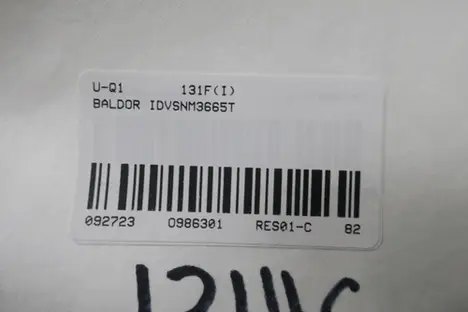 U-Q1 131F(I)
BALDOR IDVSNM3665T
092723 0986301 RES01-C 82